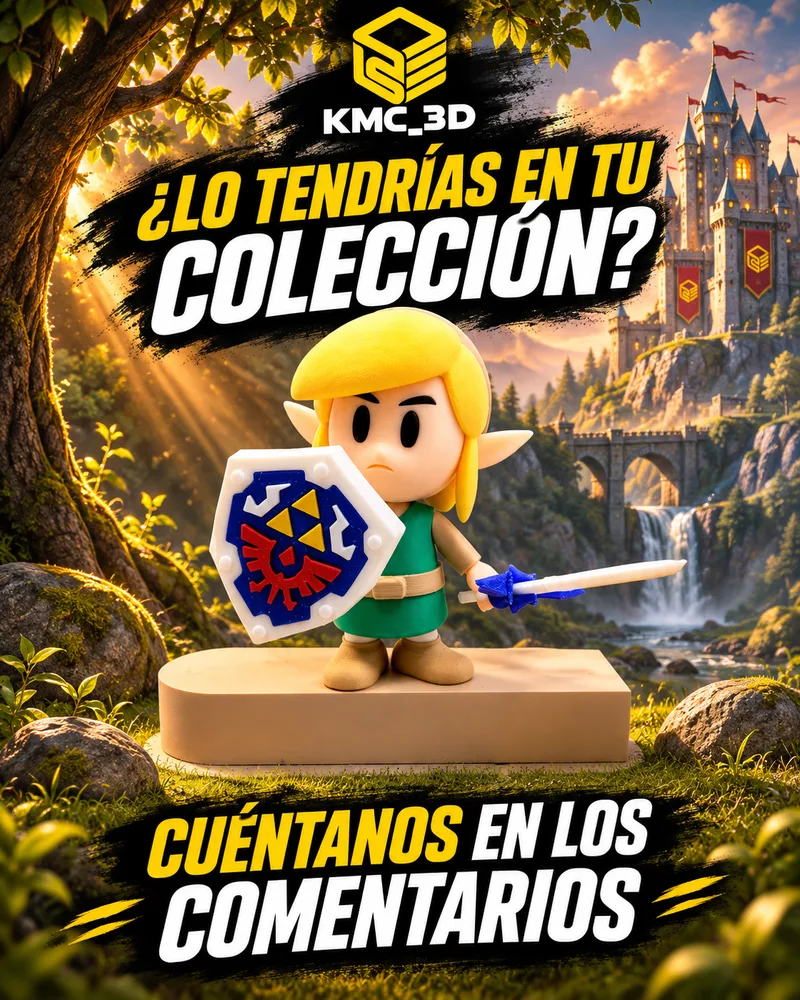 KMC_3D
¿LO TENDRÍAS EN TU
COLECCIÓN?
CUÉNTANOS EN LOS
COMENTARIOS